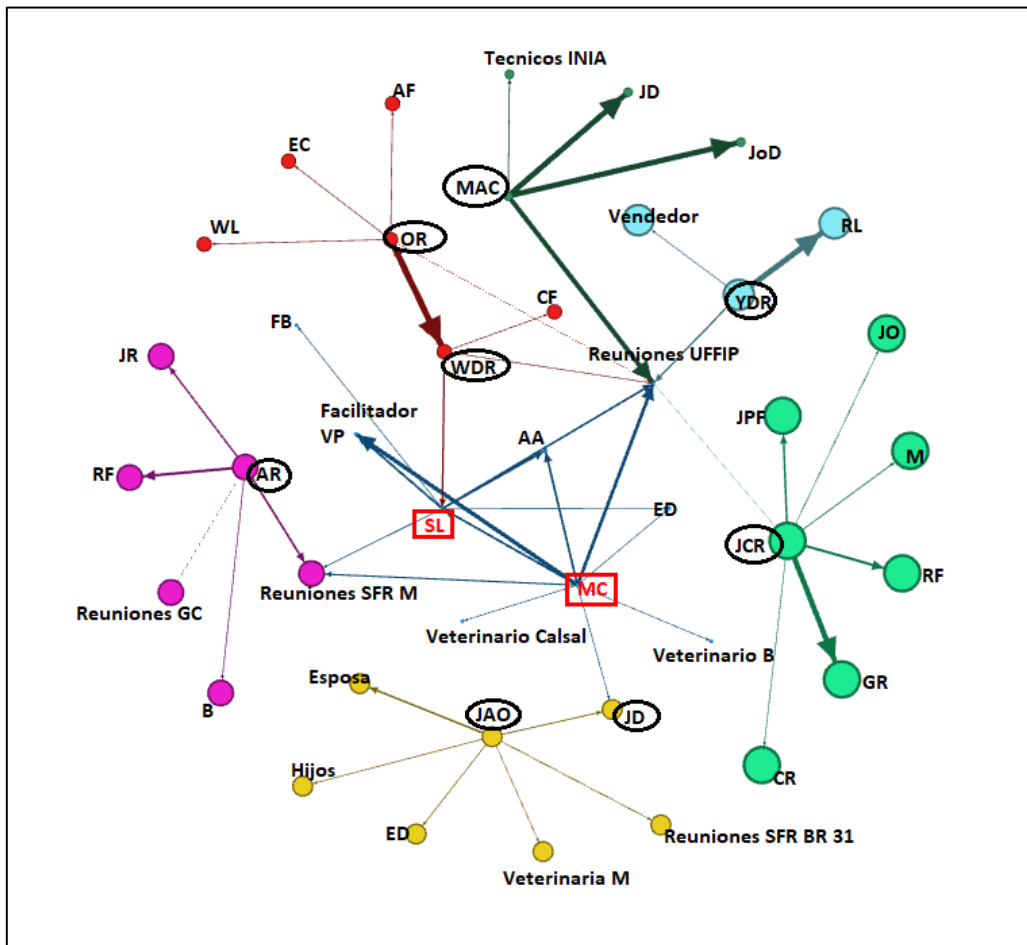 Tecnicos INIA
AF
JD
EC
JoD
MAC
Vendedor
RL
WL
OR
YDR
CF
FB
JO
Reuniones UFFIP
JR
WDR
Facilitador
VP
AA
JPF
M
RF
AR
ED
SL
JCR
RF
Reuniones GC
Reuniones SFR M
MC
Veterinario Calsal
Veterinario B
Esposa
GR
B
JAO
JD
Hijos
CR
ED
Reuniones SFR BR 31
Veterinaria M